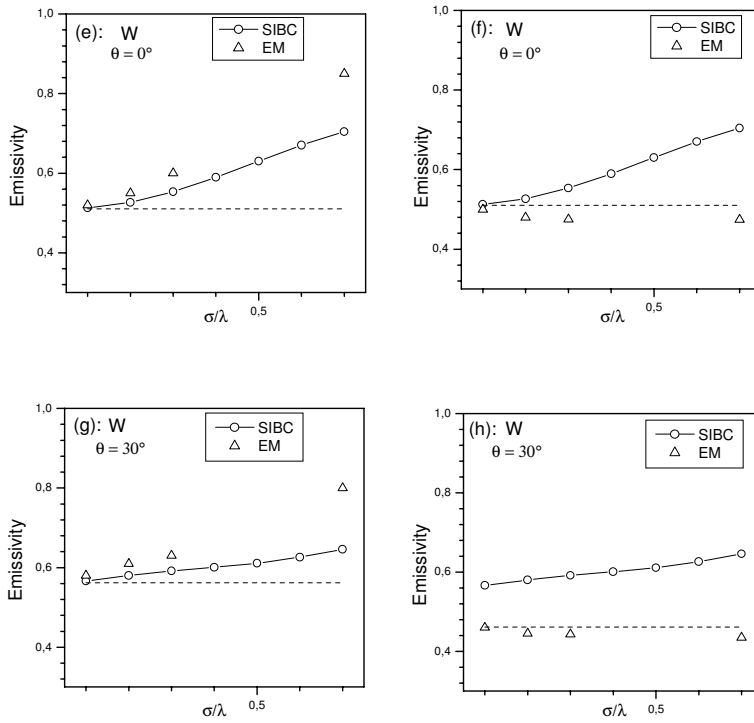 (e): W
θ = 0°
SIBC
EM
1,0
0,8
0,6
0,4
Emissivity
0,5
σ/λ
(f): W
θ = 0°
SIBC
EM
1,0
0,8
0,6
0,4
Emissivity
0,5
σ/λ
(g): W
θ = 30°
SIBC
EM
1,0
0,8
0,6
0,4
Emissivity
0,5
σ/λ
(h): W
θ = 30°
SIBC
EM
1,0
0,8
0,6
0,4
Emissivity
0,5
σ/λ